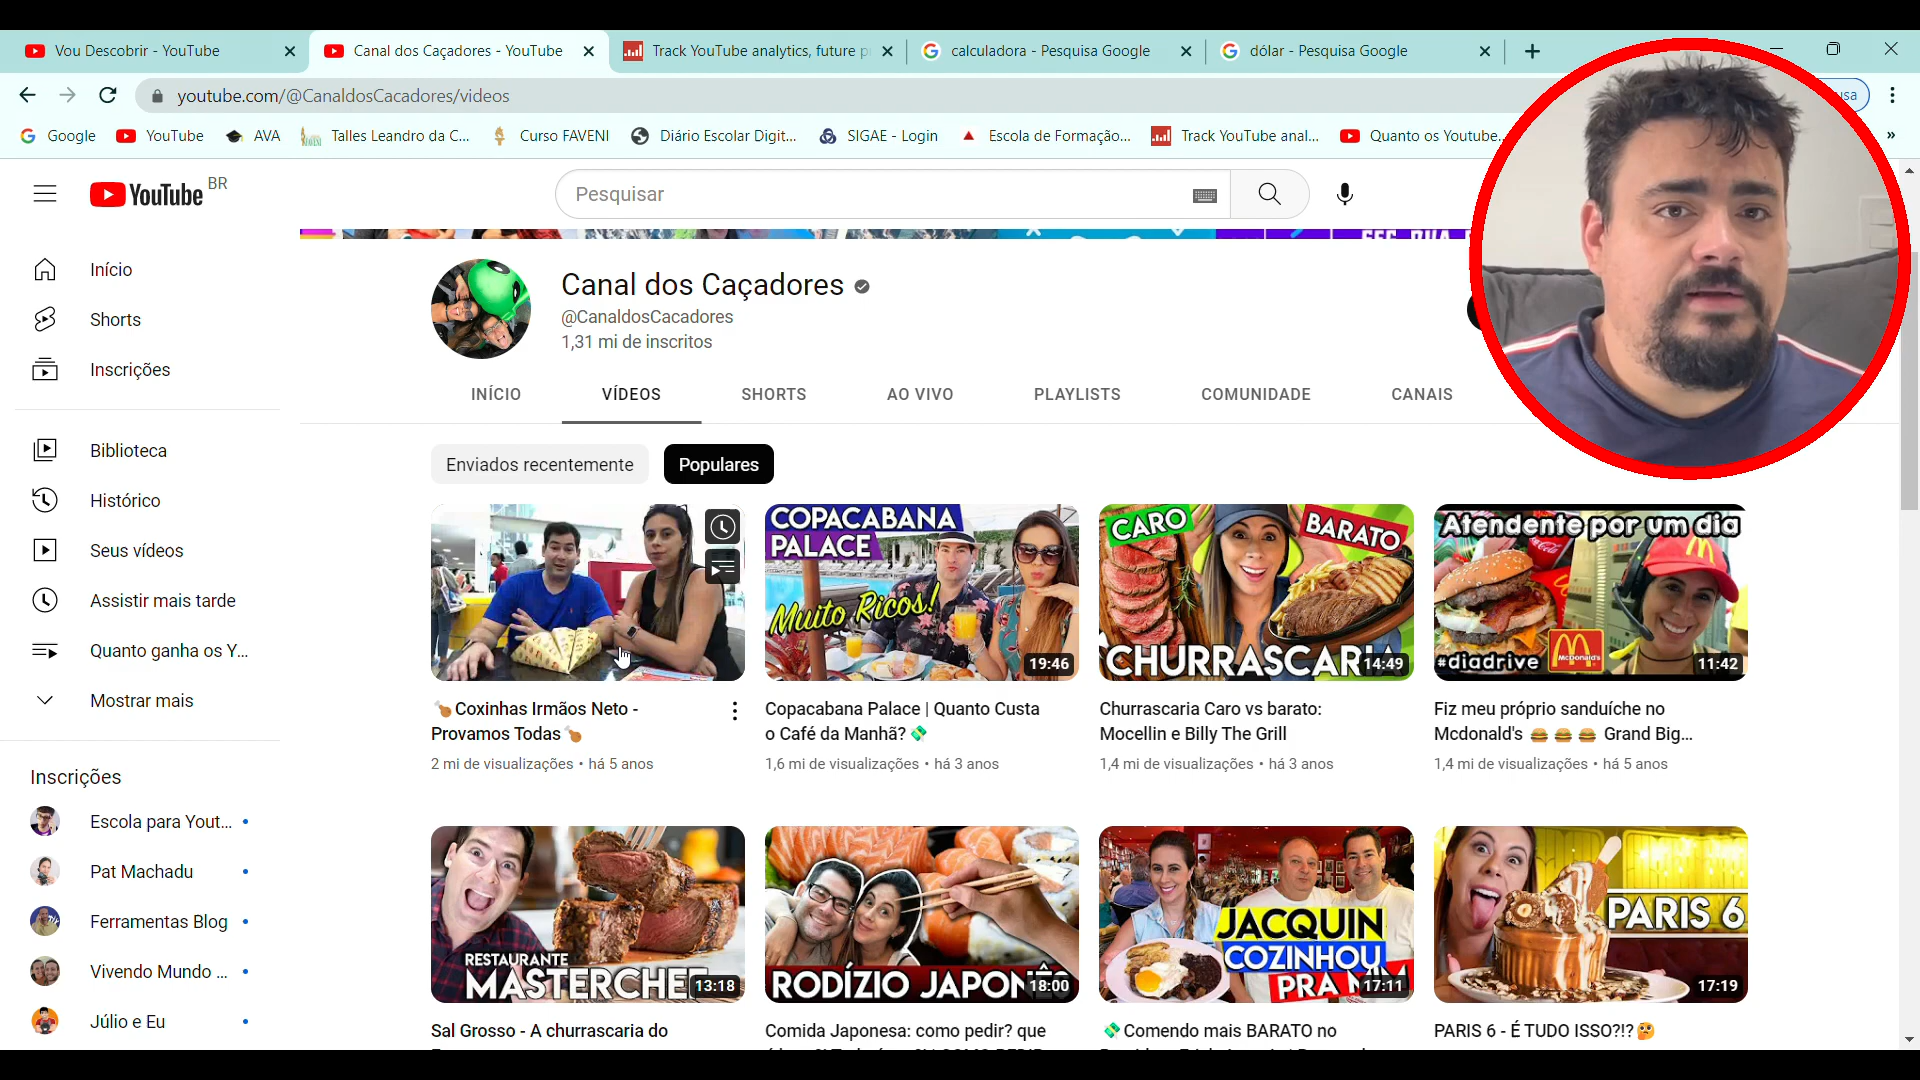 Vou Descobrir - YouTube
Canal dos Caçadores - YouTube
Track YouTube analytics, future p
calculadora - Pesquisa Google
dólar - Pesquisa Google
youtube.com/@CanaldosCacadores/videos
usa
Google
YouTube
AVA
Talles Leandro da C...
Curso FAVENI
Diário Escolar Digit...
SIGAE - Login
Escola de Formação...
Track YouTube anal...
Quanto os Youtube...
YouTube BR
Pesquisar
Início
Shorts
Inscrições
Biblioteca
Histórico
Seus vídeos
Assistir mais tarde
Quanto ganha os Y...
Mostrar mais
Inscrições
Escola para Yout...
Pat Machadu
Ferramentas Blog
Vivendo Mundo ...
Júlio e Eu
Canal dos Caçadores
@CanaldosCacadores
1,31 mi de inscritos
INÍCIO
VÍDEOS
SHORTS
AO VIVO
PLAYLISTS
COMUNIDADE
CANAIS
Enviados recentemente
Populares
COPACABANA
PALACE
Muito Ricos!
19:46
CARO
BARATO
CHURRASCARIA
14:49
Atendente por um dia
McDonald's
#diadrive
11:42
🍗Coxinhas Irmãos Neto -
Provamos Todas🍗
2 mi de visualizações • há 5 anos
Copacabana Palace | Quanto Custa
o Café da Manhã? 💸
1,6 mi de visualizações • há 3 anos
Churrascaria Caro vs barato:
Mocellin e Billy The Grill
1,4 mi de visualizações • há 3 anos
Fiz meu próprio sanduíche no
Mcdonald's 🍔 🍔 🍔 Grand Big...
1,4 mi de visualizações • há 5 anos
RESTAURANTE
MASTERCHEF
13:18
RODÍZIO JAPONÊS
18:00
JACQUIN
COZINHOU
PRA MIM
17:11
PARIS 6
17:19
Sal Grosso - A churrascaria do
Comida Japonesa: como pedir? que
💸Comendo mais BARATO no
PARIS 6 - É TUDO ISSO?!?🤔